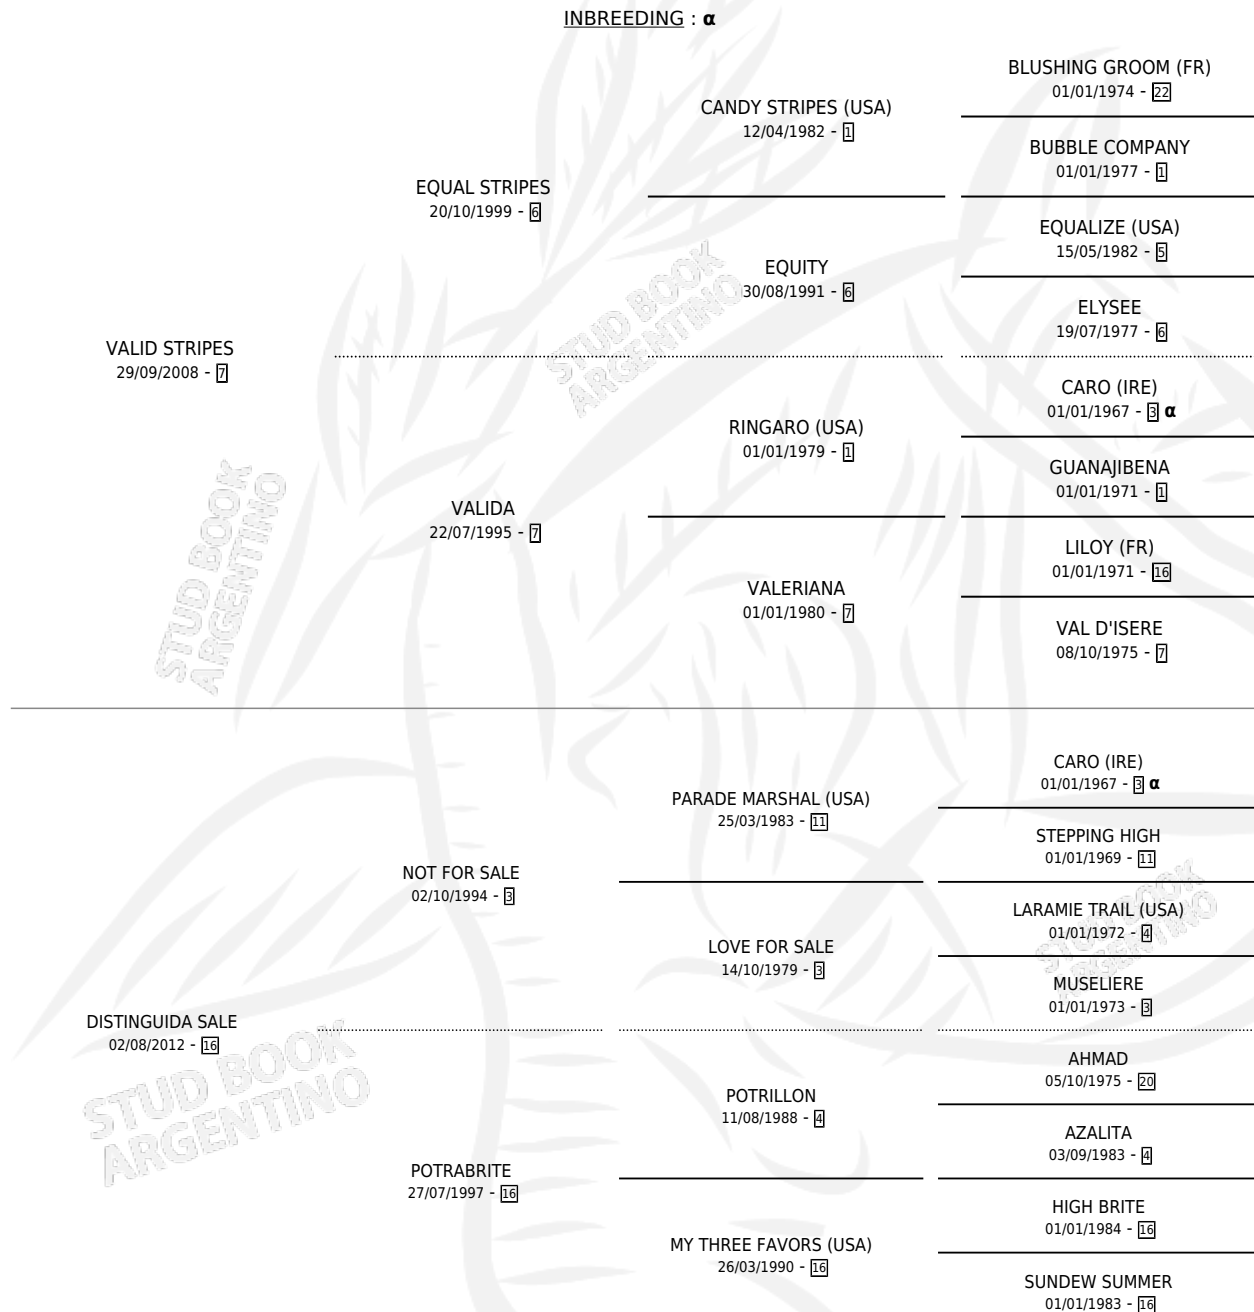 INBREEDING : α
BLUSHING GROOM (FR)
01/01/1974 - 22
CANDY STRIPES (USA)
12/04/1982 - 1
BUBBLE COMPANY
01/01/1977 - 1
EQUAL STRIPES
20/10/1999 - 6
EQUALIZE (USA)
15/05/1982 - 5
EQUITY
30/08/1991 - 6
ELYSEE
19/07/1977 - 6
VALID STRIPES
29/09/2008 - 7
CARO (IRE)
01/01/1967 - 3 α
RINGARO (USA)
01/01/1979 - 1
GUANAJIBENA
01/01/1971 - 1
VALIDA
22/07/1995 - 7
LILOY (FR)
01/01/1971 - 16
VALERIANA
01/01/1980 - 7
VAL D'ISERE
08/10/1975 - 7
CARO (IRE)
01/01/1967 - 3 α
PARADE MARSHAL (USA)
25/03/1983 - 11
STEPPING HIGH
01/01/1969 - 11
NOT FOR SALE
02/10/1994 - 3
LARAMIE TRAIL (USA)
01/01/1972 - 4
LOVE FOR SALE
14/10/1979 - 3
MUSELIERE
01/01/1973 - 3
DISTINGUIDA SALE
02/08/2012 - 16
AHMAD
05/10/1975 - 20
POTRILLON
11/08/1988 - 4
AZALITA
03/09/1983 - 4
POTRABRITE
27/07/1997 - 16
HIGH BRITE
01/01/1984 - 16
MY THREE FAVORS (USA)
26/03/1990 - 16
SUNDEW SUMMER
01/01/1983 - 16
STUD BOOK
ARGENTINO
STUD BOOK
ARGENTINO
STUD BOOK
ARGENTINO
STUD BOOK
ARGENTINO